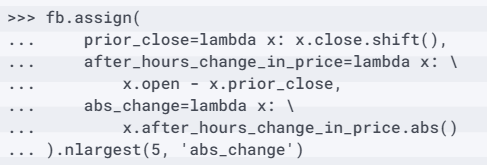 >>> fb.assign(
...     prior_close=lambda x: x.close.shift(),
...     after_hours_change_in_price=lambda x: \
...         x.open - x.prior_close,
...     abs_change=lambda x: \
...         x.after_hours_change_in_price.abs()
... ).nlargest(5, 'abs_change')